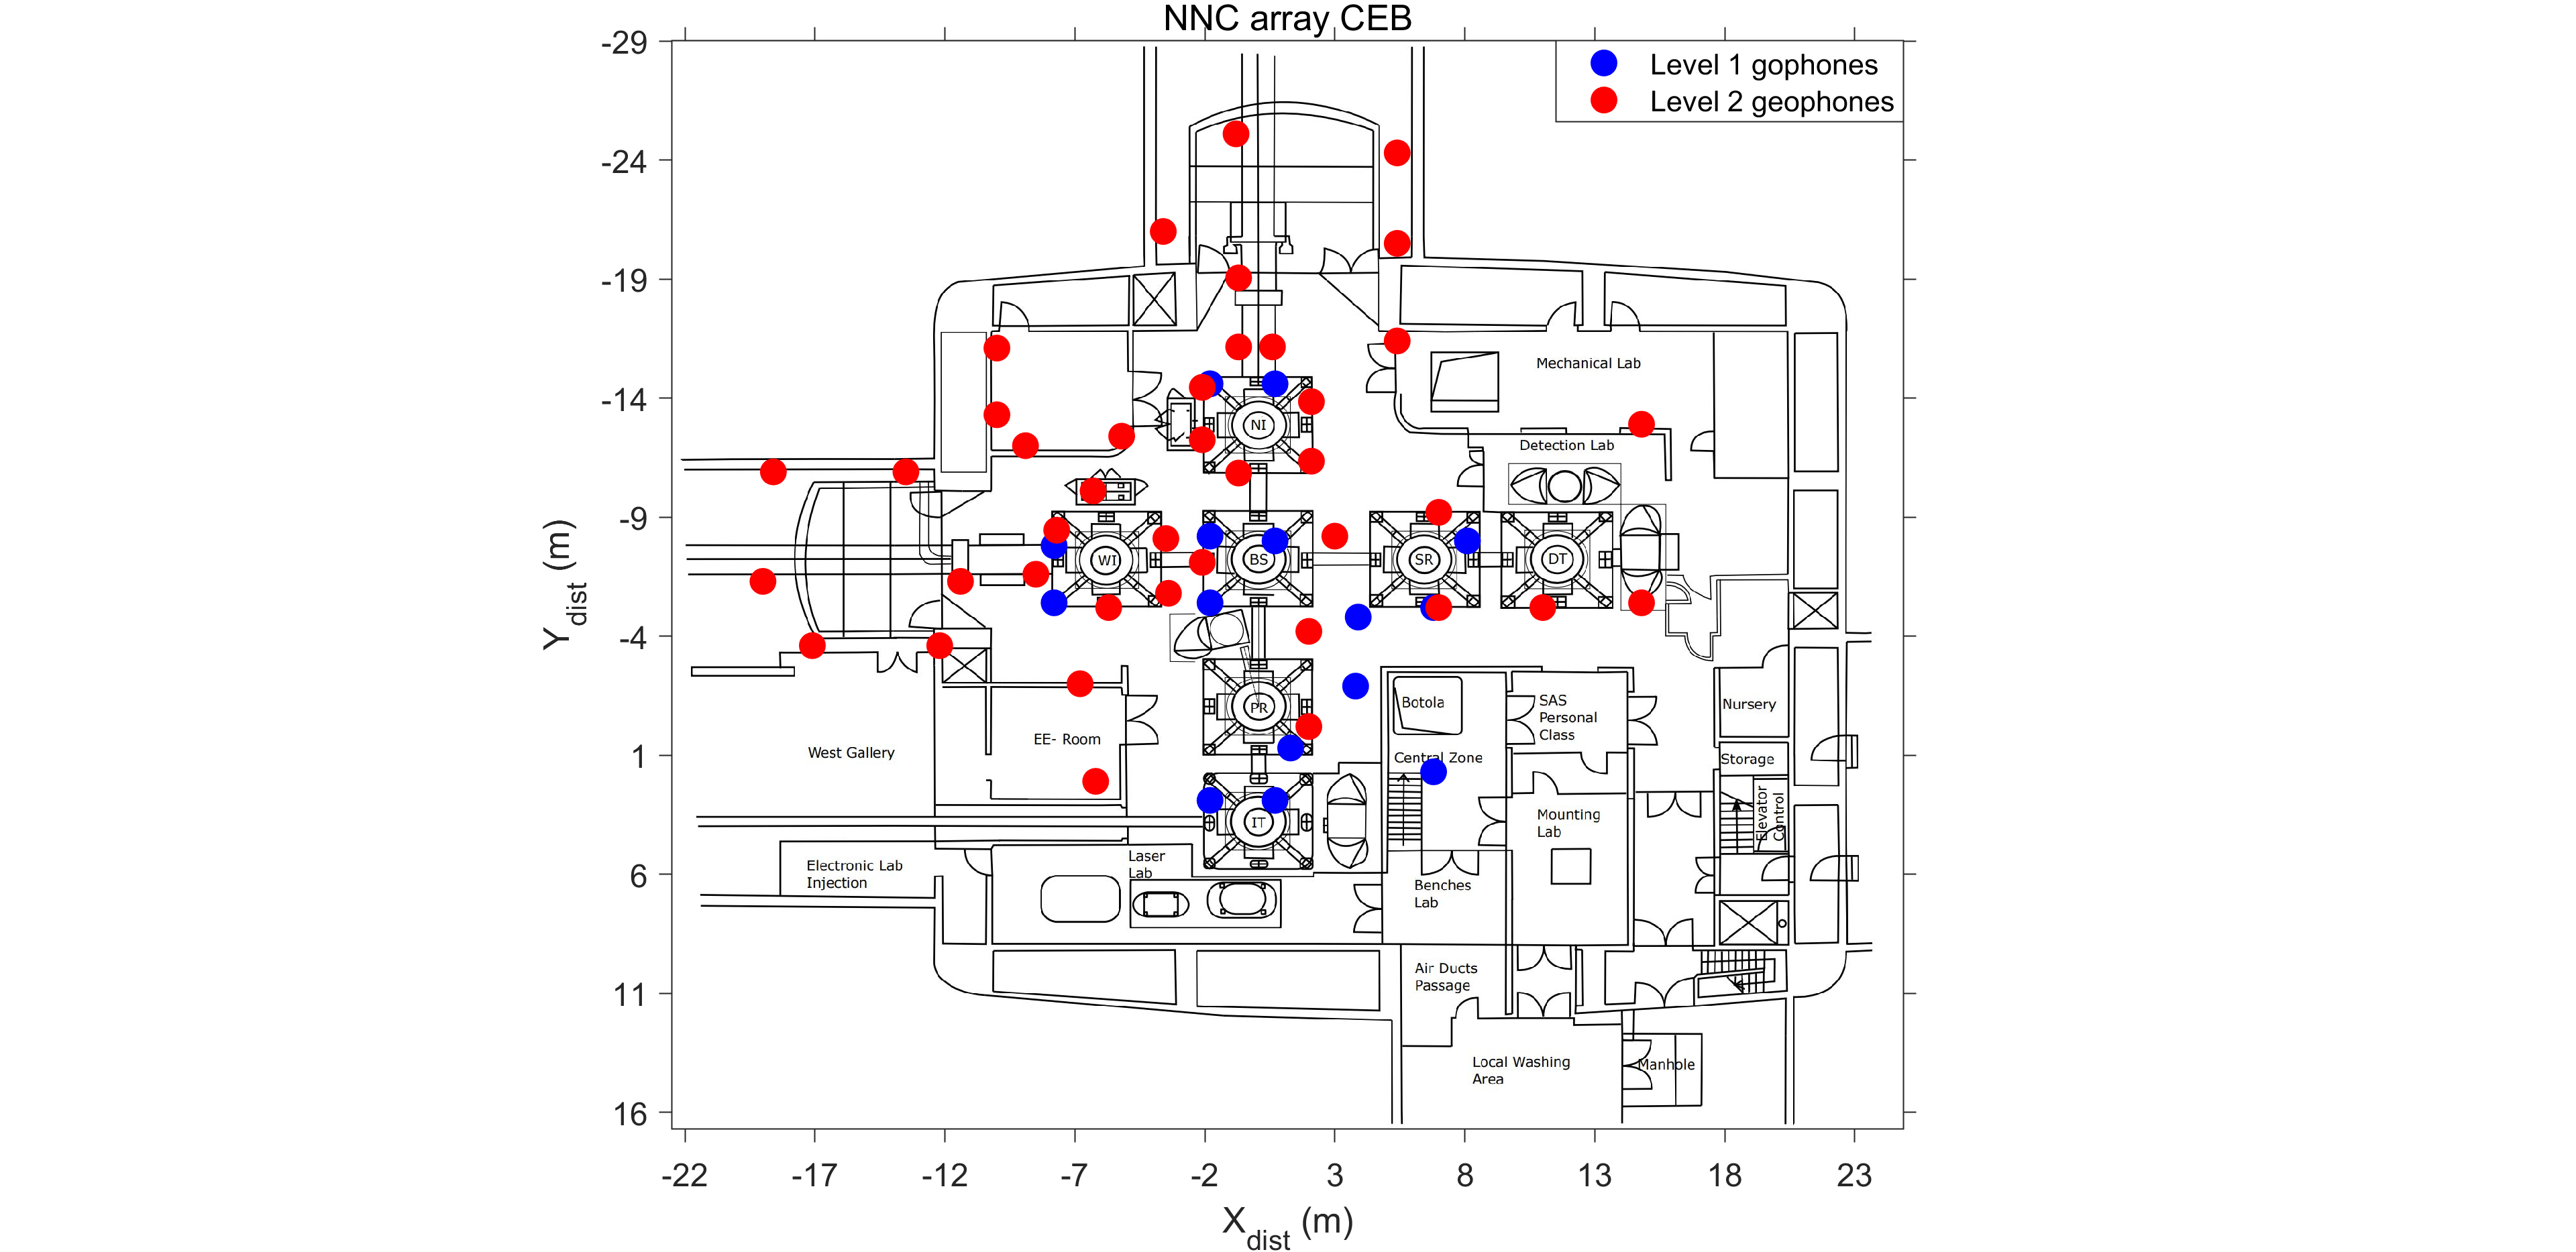 NNC array CEB
Level 1 gophones
Level 2 geophones
-29
-24
-19
-14
-9
-4
1
6
11
16
Y dist (m)
Mechanical Lab
Detection Lab
NI
WI
BS
SR
DT
PR
IT
Botola
SAS
Personal
Class
Nursery
EE- Room
West Gallery
Central Zone
Storage
Elevator
Control
Mounting
Lab
Electronic Lab
Injection
Laser
Lab
Benches
Lab
Air Ducts
Passage
Local Washing
Area
Manhole
-22
-17
-12
-7
-2
3
8
13
18
23
X dist (m)